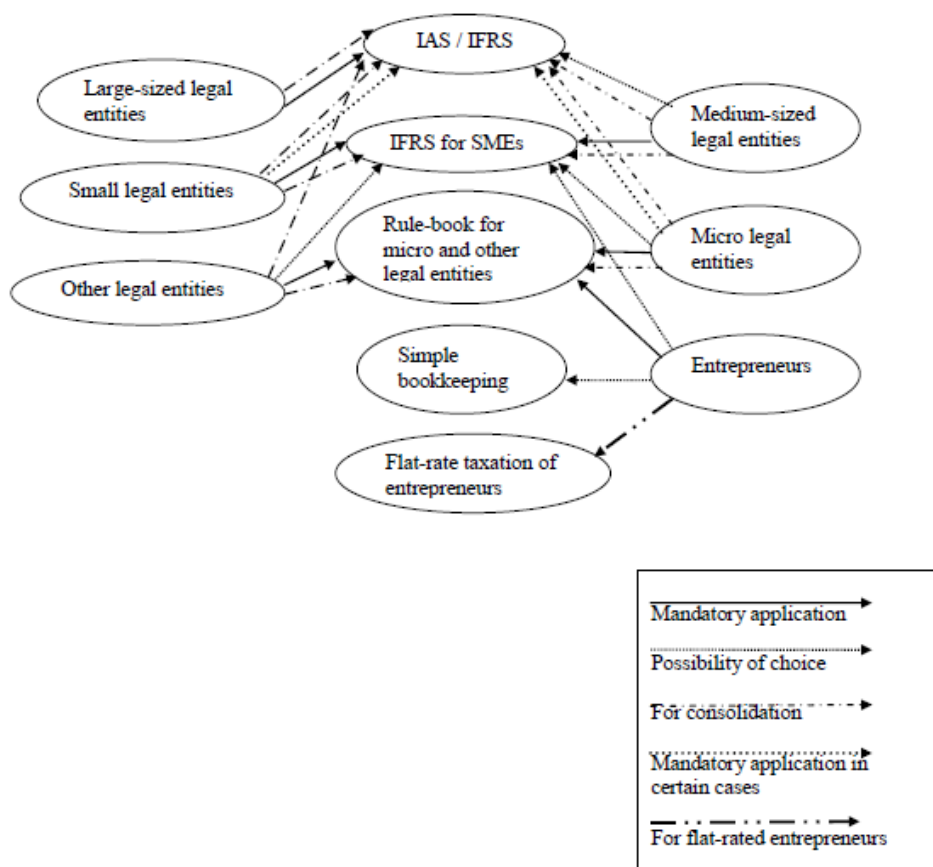 IAS / IFRS
Large-sized legal
entities
Medium-sized
legal entities
IFRS for SMEs
Small legal entities
Rule-book for
micro and other
legal entities
Micro legal
entities
Other legal entities
Simple
bookkeeping
Entrepreneurs
Flat-rate taxation of
entrepreneurs
Mandatory application
Possibility of choice
For consolidation
Mandatory application in
certain cases
For flat-rated entrepreneurs